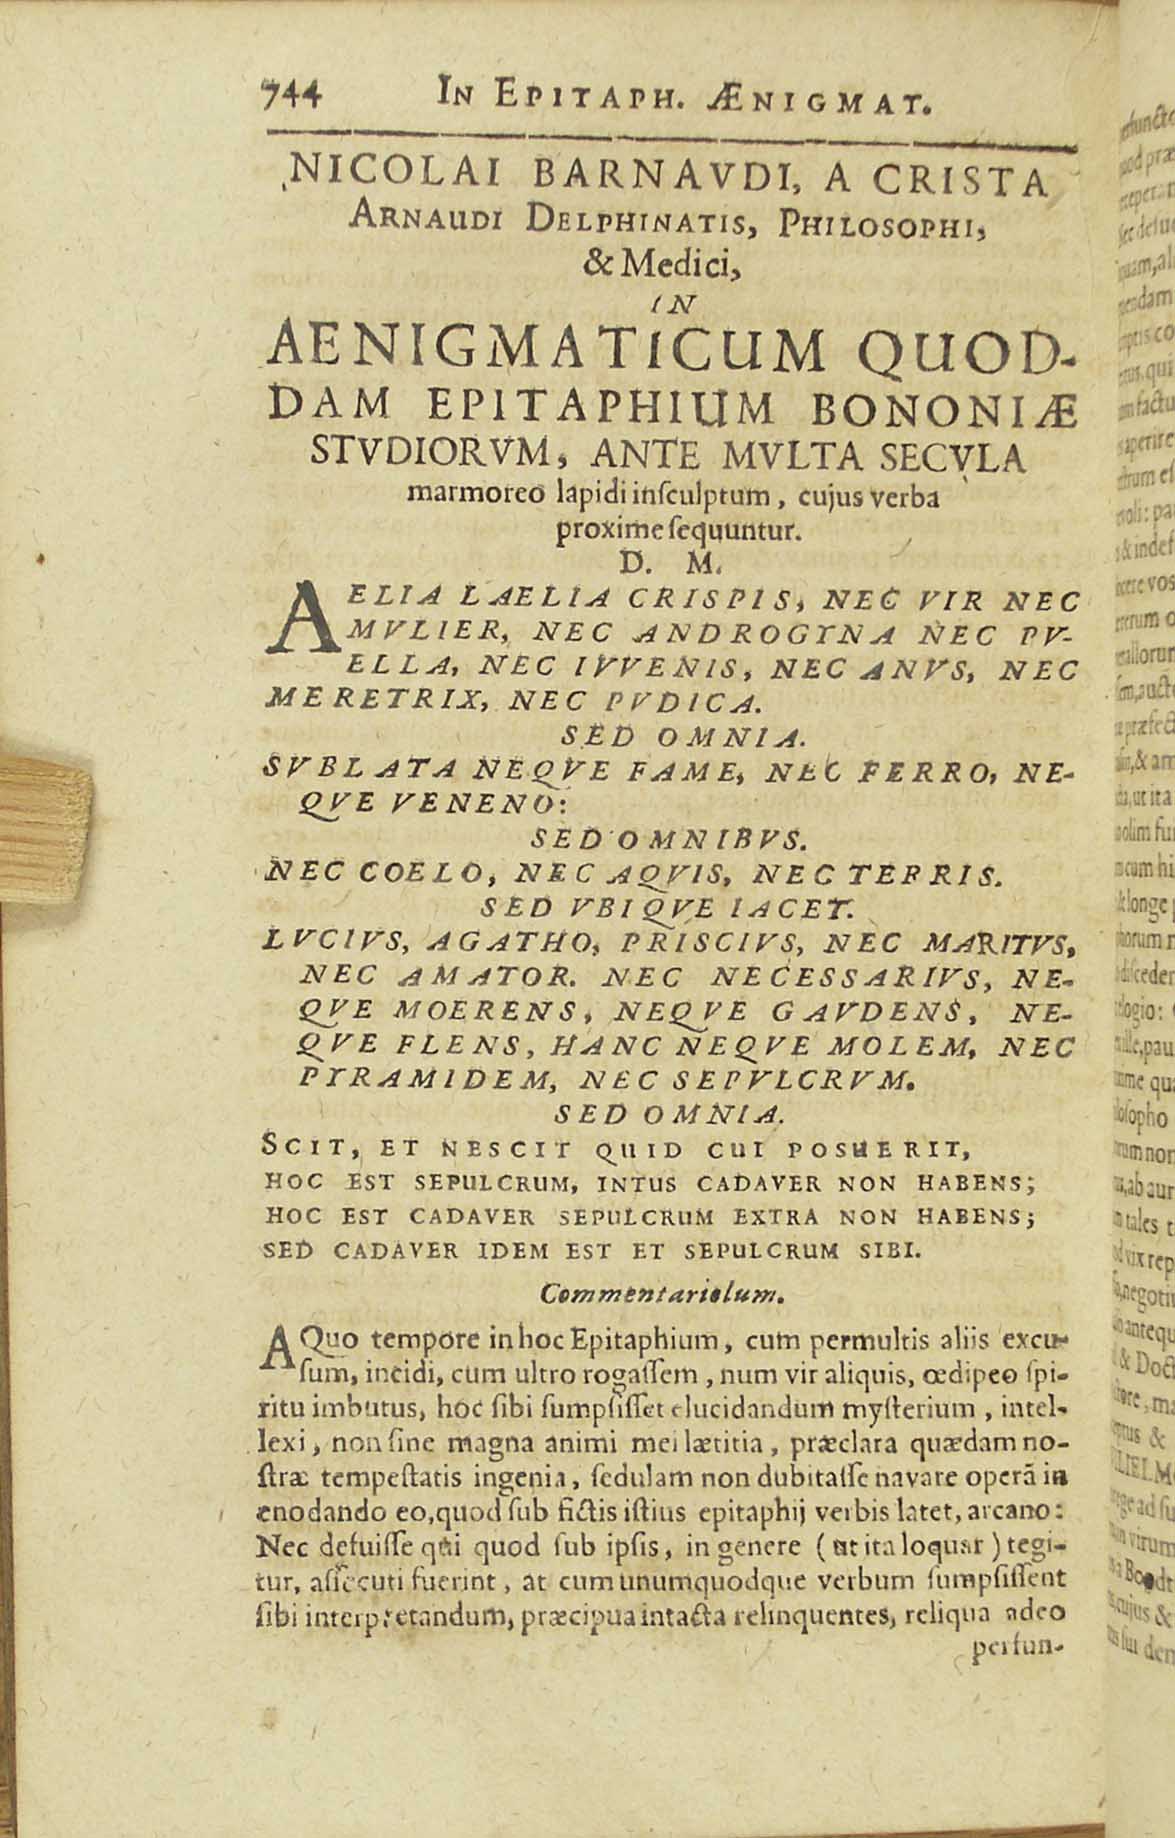 744 IN EPITAPH. ÆNIGMAT.
NICOLAI BARNAVDI, A CRISTA
ARNAUDI DELPHINATIS, PHILOSOPHI,
& Medici,
IN
AENIGMATICUM QUOD-
DAM EPITAPHIUM BONONIÆ
STVDIORVM, ANTE MVLTA SECVLA
marmoreo lapidi inſculptum, cujus verba
proxime ſequuntur.
D. M.
AELIA LAELIA CRISPIS, NEC VIR NEC
MVLIER, NEC ANDROGYNA NEC PV-
ELLA, NEC IVVENIS, NEC ANVS, NEC
MERETRIX, NEC PVDICA.
SED OMNIA.
SVBLATA NEQVE FAME, NEC FERRO, NE-
QVE VENENO:
SED OMNIBVS.
NEC COELO, NEC AQVIS, NEC TERRIS.
SED VBIQVE IACET.
LVCIVS, AGATHO, PRISCIVS, NEC MARITVS,
NEC AMATOR. NEC NECESSARIVS, NE-
QVE MOERENS, NEQVE GAVDENS, NE-
QVE FLENS, HANC NEQVE MOLEM, NEC
PYRAMIDEM, NEC SEPVLCRVM.
SED OMNIA.
SCIT, ET NESCIT QUID CUI POSUERIT,
HOC EST SEPULCRUM, INTUS CADAVER NON HABENS;
HOC EST CADAVER SEPULCRUM EXTRA NON HABENS;
SED CADAVER IDEM EST ET SEPULCRUM SIBI.
Commentariolum.
AQuo tempore in hoc Epitaphium, cum permultis aliis excu-
ſum, incidi, cum ultro rogaſſem, num vir aliquis, œdipeo ſpi-
ritu imbutus, hoc ſibi ſumpſiſſet elucidandum myſterium, intel-
lexi, non ſine magna animi mei lætitia, præclara quædam no-
ſtræ tempeſtatis ingenia, ſedulam non dubitaſſe navare operã in
enodando eo, quod ſub fictis iſtius epitaphij verbis latet, arcano:
Nec defuiſſe qui quod ſub ipſis, in genere (ut ita loquar) tegi-
tur, aſſecuti fuerint, at cum unumquodque verbum ſumpſiſſent
ſibi interpretandum, præcipua intacta relinquentes, reliqua adeo
perfun-